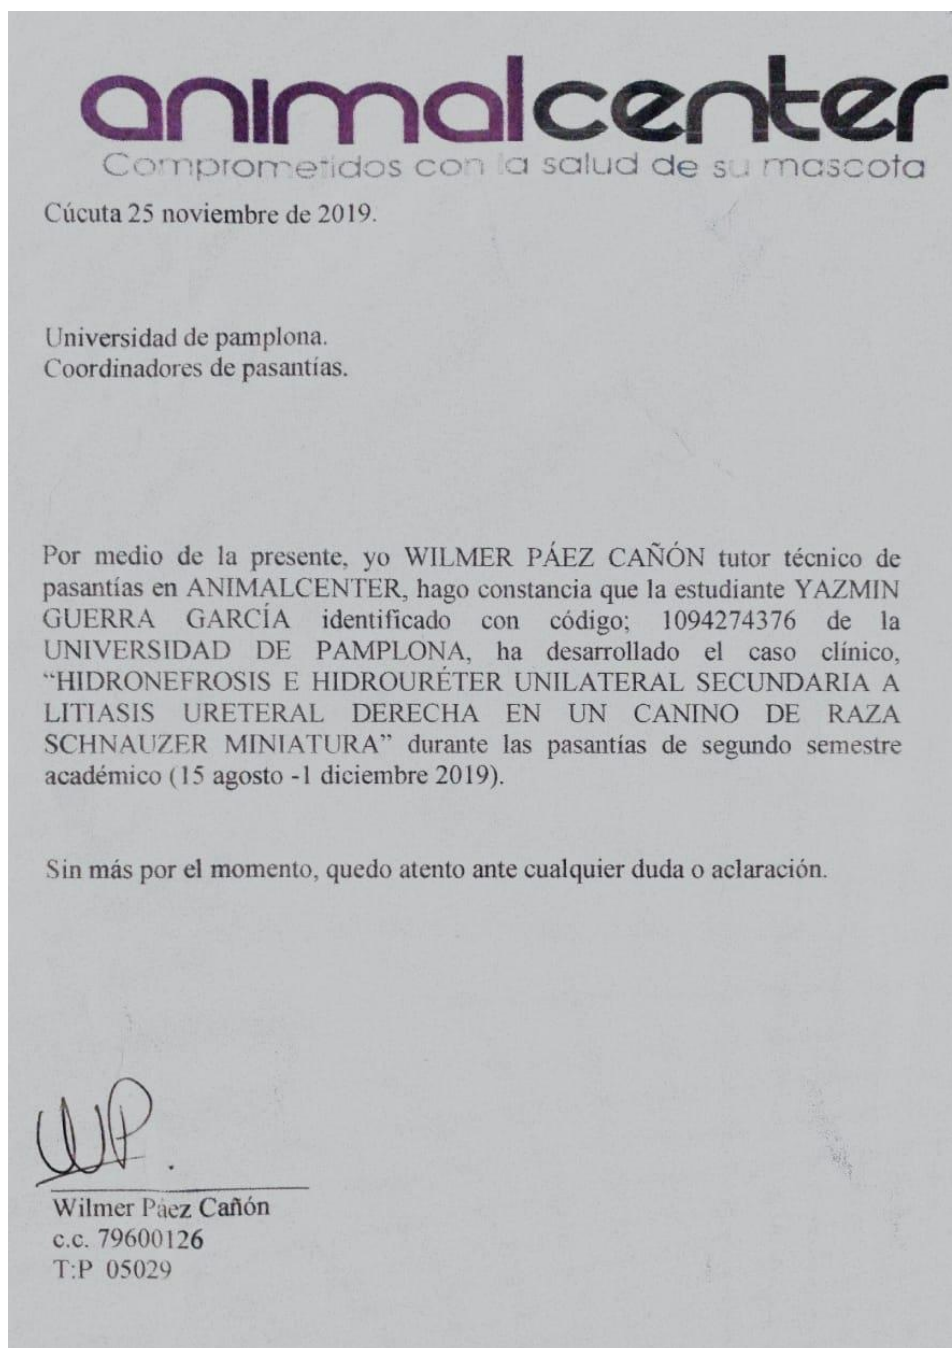 animalcenter
Comprometidos con la salud de su mascota
Cúcuta 25 noviembre de 2019.
Universidad de pamplona.
Coordinadores de pasantías.
Por medio de la presente, yo WILMER PÁEZ CAÑÓN tutor técnico de
pasantías en ANIMALCENTER, hago constancia que la estudiante YAZMIN
GUERRA GARCÍA identificado con código; 1094274376 de la
UNIVERSIDAD DE PAMPLONA, ha desarrollado el caso clínico,
“HIDRONEFROSIS E HIDROURÉTER UNILATERAL SECUNDARIA A
LITIASIS URETERAL DERECHA EN UN CANINO DE RAZA
SCHNAUZER MINIATURA” durante las pasantías de segundo semestre
académico (15 agosto -1 diciembre 2019).
Sin más por el momento, quedo atento ante cualquier duda o aclaración.
WP.
Wilmer Páez Cañón
c.c. 79600126
T:P 05029